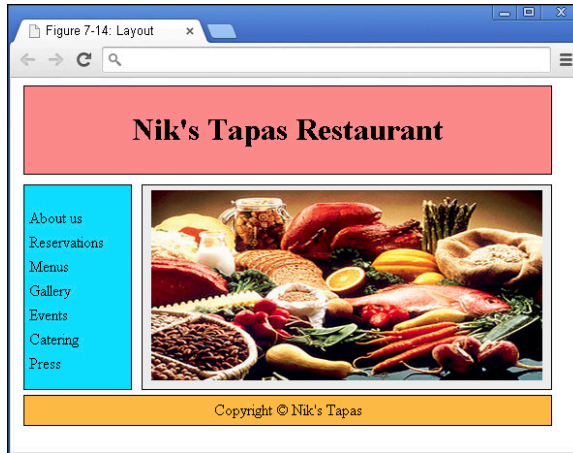 Figure 7-14: Layout
Nik's Tapas Restaurant
About us
Reservations
Menus
Gallery
Events
Catering
Press
Copyright © Nik's Tapas